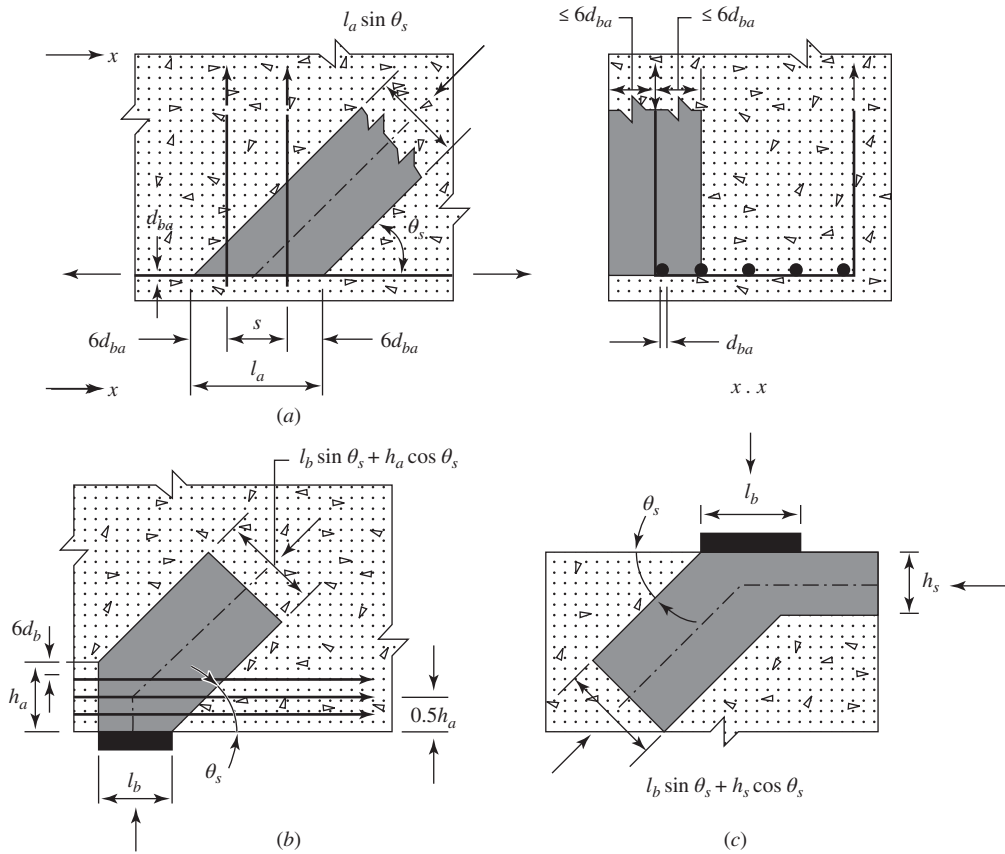 l_a sin θ_s
x
d_ba
θ_s
6d_ba
s
6d_ba
l_a
x
(a)
≤ 6d_ba
≤ 6d_ba
d_ba
x . x
l_b sin θ_s + h_a cos θ_s
6d_b
h_a
0.5h_a
θ_s
l_b
(b)
l_b
θ_s
h_s
l_b sin θ_s + h_s cos θ_s
(c)